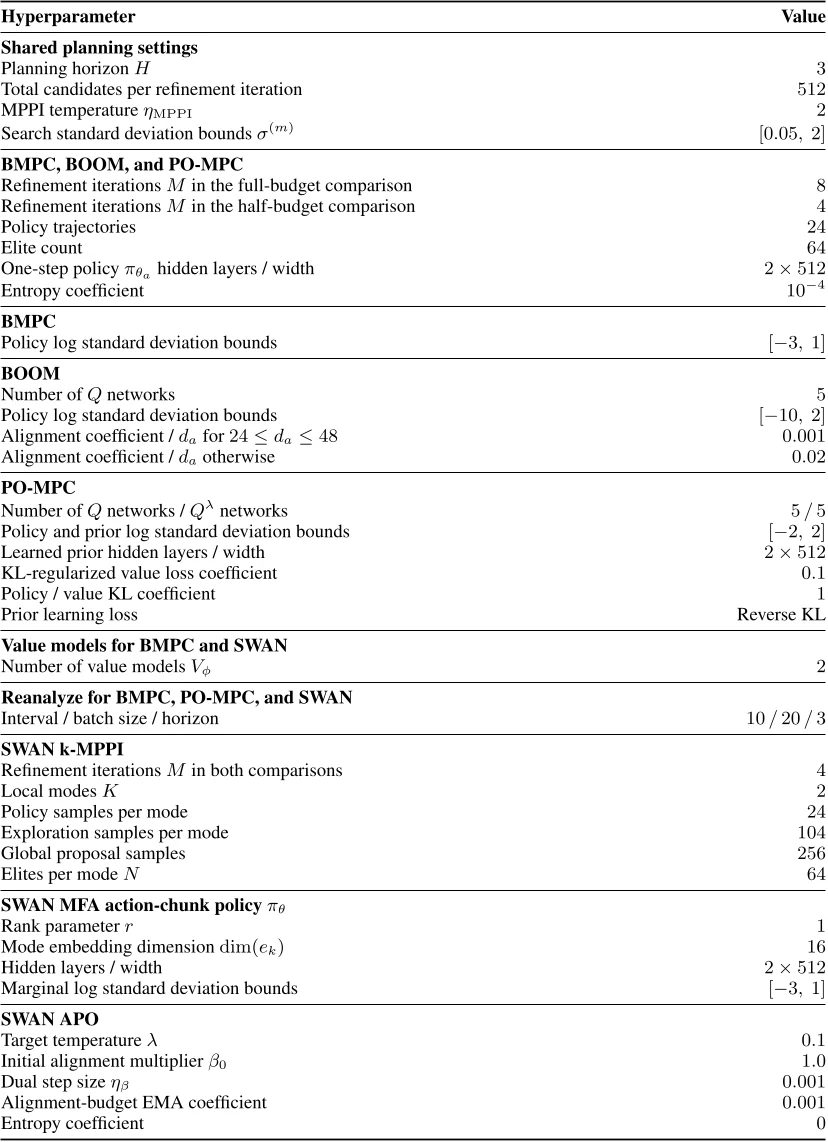 Hyperparameter Value
Shared planning settings
Planning horizon H 3
Total candidates per refinement iteration 512
MPPI temperature η_MPPI 2
Search standard deviation bounds σ^(m) [0.05, 2]
BMPC, BOOM, and PO-MPC
Refinement iterations M in the full-budget comparison 8
Refinement iterations M in the half-budget comparison 4
Policy trajectories 24
Elite count 64
One-step policy π_θ_a hidden layers / width 2 × 512
Entropy coefficient 10^−4
BMPC
Policy log standard deviation bounds [−3, 1]
BOOM
Number of Q networks 5
Policy log standard deviation bounds [−10, 2]
Alignment coefficient / d_a for 24 ≤ d_a ≤ 48 0.001
Alignment coefficient / d_a otherwise 0.02
PO-MPC
Number of Q networks / Q^λ networks 5 / 5
Policy and prior log standard deviation bounds [−2, 2]
Learned prior hidden layers / width 2 × 512
KL-regularized value loss coefficient 0.1
Policy / value KL coefficient 1
Prior learning loss Reverse KL
Value models for BMPC and SWAN
Number of value models V_ϕ 2
Reanalyze for BMPC, PO-MPC, and SWAN
Interval / batch size / horizon 10 / 20 / 3
SWAN k-MPPI
Refinement iterations M in both comparisons 4
Local modes K 2
Policy samples per mode 24
Exploration samples per mode 104
Global proposal samples 256
Elites per mode N 64
SWAN MFA action-chunk policy π_θ
Rank parameter r 1
Mode embedding dimension dim(e_k) 16
Hidden layers / width 2 × 512
Marginal log standard deviation bounds [−3, 1]
SWAN APO
Target temperature λ 0.1
Initial alignment multiplier β_0 1.0
Dual step size η_β 0.001
Alignment-budget EMA coefficient 0.001
Entropy coefficient 0